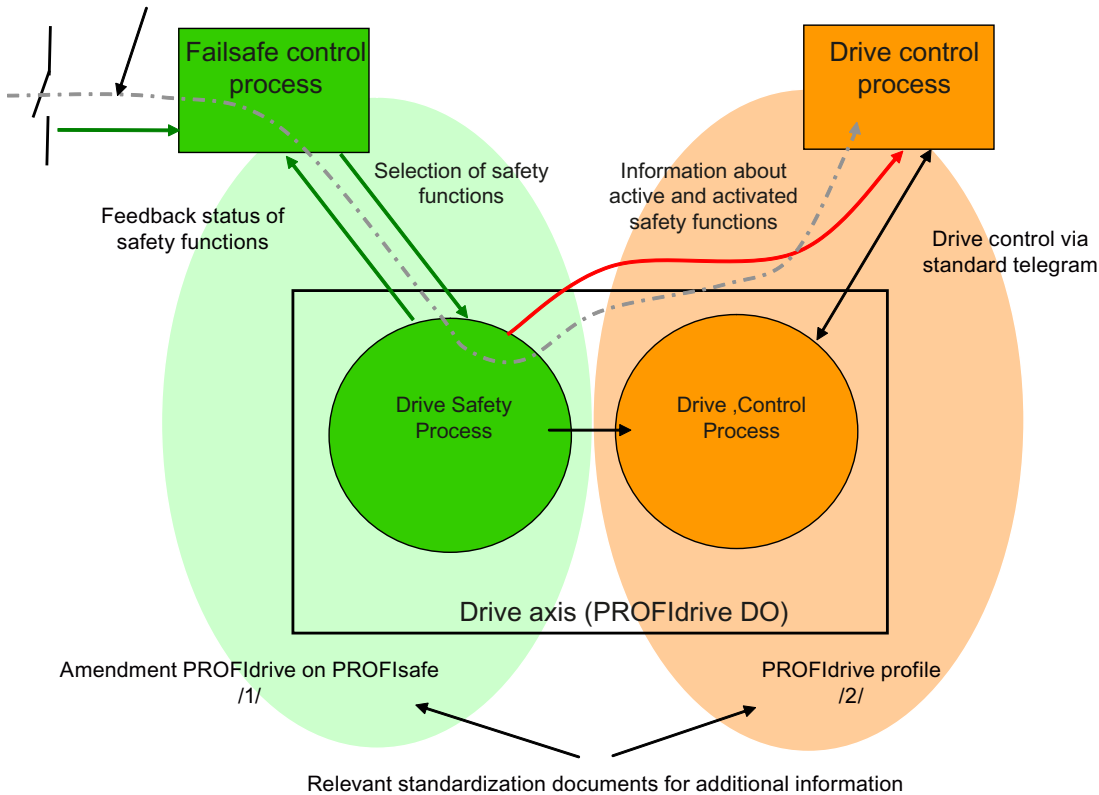 Failsafe control
process
Drive control
process
Selection of safety
functions
Information about
active and activated
safety functions
Feedback status of
safety functions
Drive control via
standard telegram
Drive Safety
Process
Drive ,Control
Process
Drive axis (PROFIdrive DO)
Amendment PROFIdrive on PROFIsafe
/1/
PROFIdrive profile
/2/
Relevant standardization documents for additional information